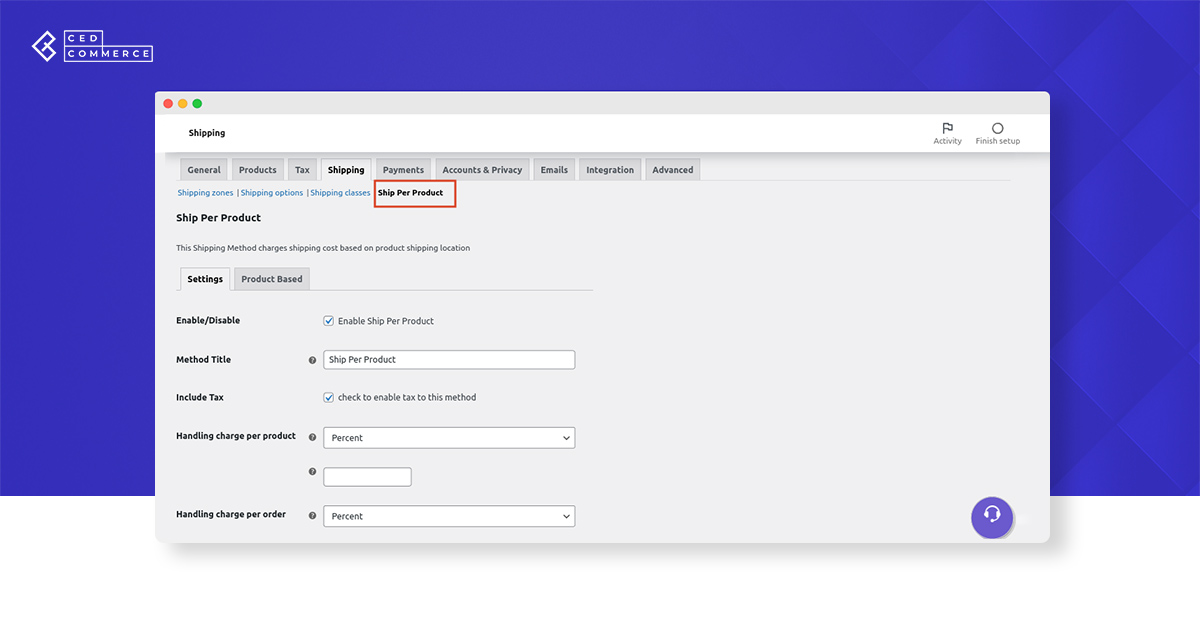 CED
COMMERCE
Shipping
Activity
Finish setup
General Products Tax Shipping Payments Accounts & Privacy Emails Integration Advanced
Shipping zones | Shipping options | Shipping classes Ship Per Product
Ship Per Product
This Shipping Method charges shipping cost based on product shipping location
Settings Product Based
Enable/Disable Enable Ship Per Product
Method Title ? Ship Per Product
Include Tax check to enable tax to this method
Handling charge per product ? Percent
?
Handling charge per order ? Percent